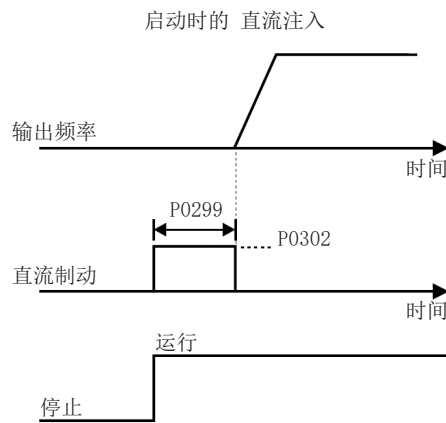 启动时的 直流注入
输出频率
时间
P0299
P0302
直流制动
时间
运行
停止